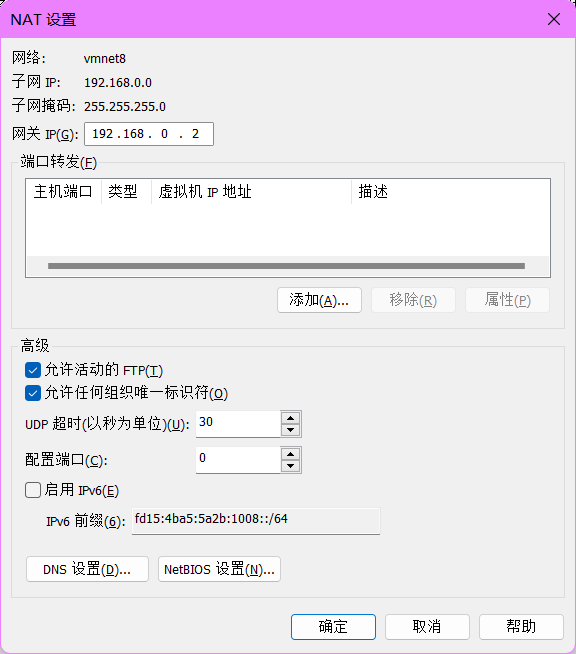 NAT 设置
网络: vmnet8
子网 IP: 192.168.0.0
子网掩码: 255.255.255.0
网关 IP(G): 192 . 168 . 0 . 2
端口转发(F)
主机端口 类型 虚拟机 IP 地址 描述
添加(A)... 移除(R) 属性(P)
高级
允许活动的 FTP(T)
允许任何组织唯一标识符(O)
UDP 超时(以秒为单位)(U): 30
配置端口(C): 0
启用 IPv6(E)
IPv6 前缀(6): fd15:4ba5:5a2b:1008::/64
DNS 设置(D)... NetBIOS 设置(N)...
确定 取消 帮助